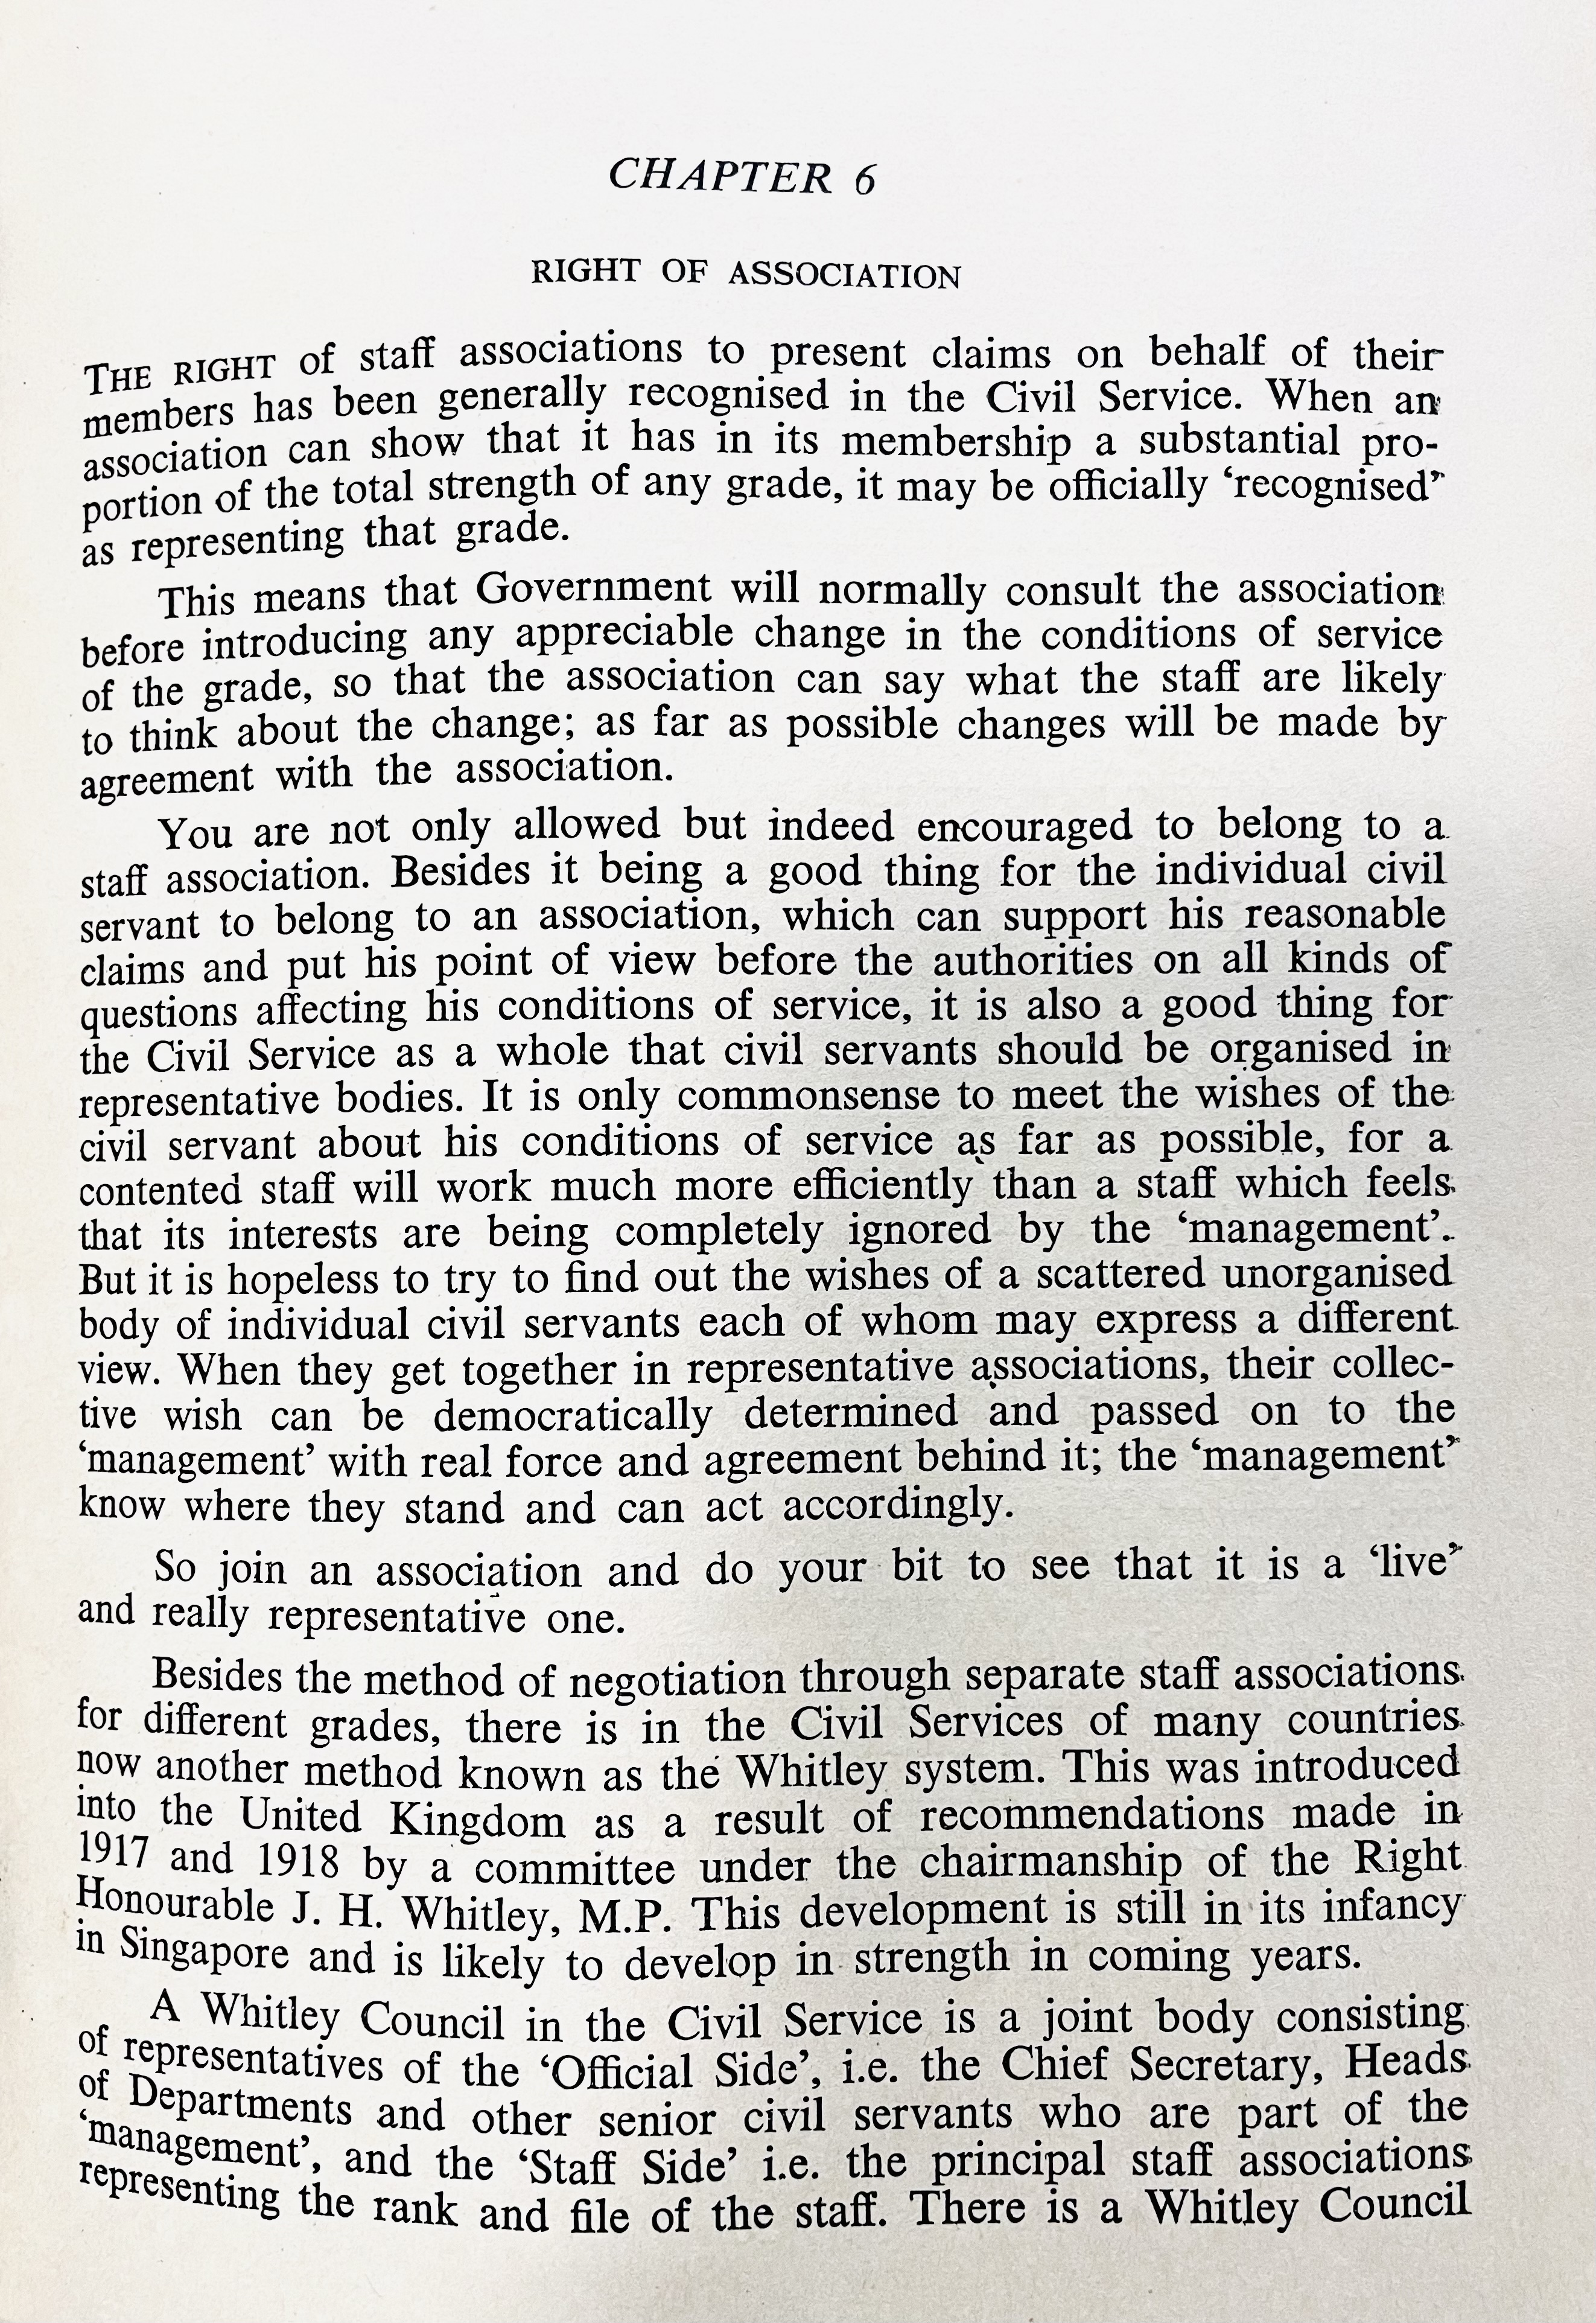 CHAPTER 6
RIGHT OF ASSOCIATION
THE RIGHT of staff associations to present claims on behalf of their
members has been generally recognised in the Civil Service. When an
association can show that it has in its membership a substantial pro-
portion of the total strength of any grade, it may be officially ‘recognised’
as representing that grade.
This means that Government will normally consult the association
before introducing any appreciable change in the conditions of service
of the grade, so that the association can say what the staff are likely
to think about the change; as far as possible changes will be made by
agreement with the association.
You are not only allowed but indeed encouraged to belong to a
staff association. Besides it being a good thing for the individual civil
servant to belong to an association, which can support his reasonable
claims and put his point of view before the authorities on all kinds of
questions affecting his conditions of service, it is also a good thing for
the Civil Service as a whole that civil servants should be organised in
representative bodies. It is only commonsense to meet the wishes of the
civil servant about his conditions of service as far as possible, for a
contented staff will work much more efficiently than a staff which feels
that its interests are being completely ignored by the ‘management’.
But it is hopeless to try to find out the wishes of a scattered unorganised
body of individual civil servants each of whom may express a different
view. When they get together in representative associations, their collec-
tive wish can be democratically determined and passed on to the
‘management’ with real force and agreement behind it; the ‘management’
know where they stand and can act accordingly.
So join an association and do your bit to see that it is a ‘live’
and really representative one.
Besides the method of negotiation through separate staff associations
for different grades, there is in the Civil Services of many countries
now another method known as the Whitley system. This was introduced
into the United Kingdom as a result of recommendations made in
1917 and 1918 by a committee under the chairmanship of the Right
Honourable J. H. Whitley, M.P. This development is still in its infancy
in Singapore and is likely to develop in strength in coming years.
A Whitley Council in the Civil Service is a joint body consisting
of representatives of the ‘Official Side’, i.e. the Chief Secretary, Heads
of Departments and other senior civil servants who are part of the
‘management’, and the ‘Staff Side’ i.e. the principal staff associations
representing the rank and file of the staff. There is a Whitley Council